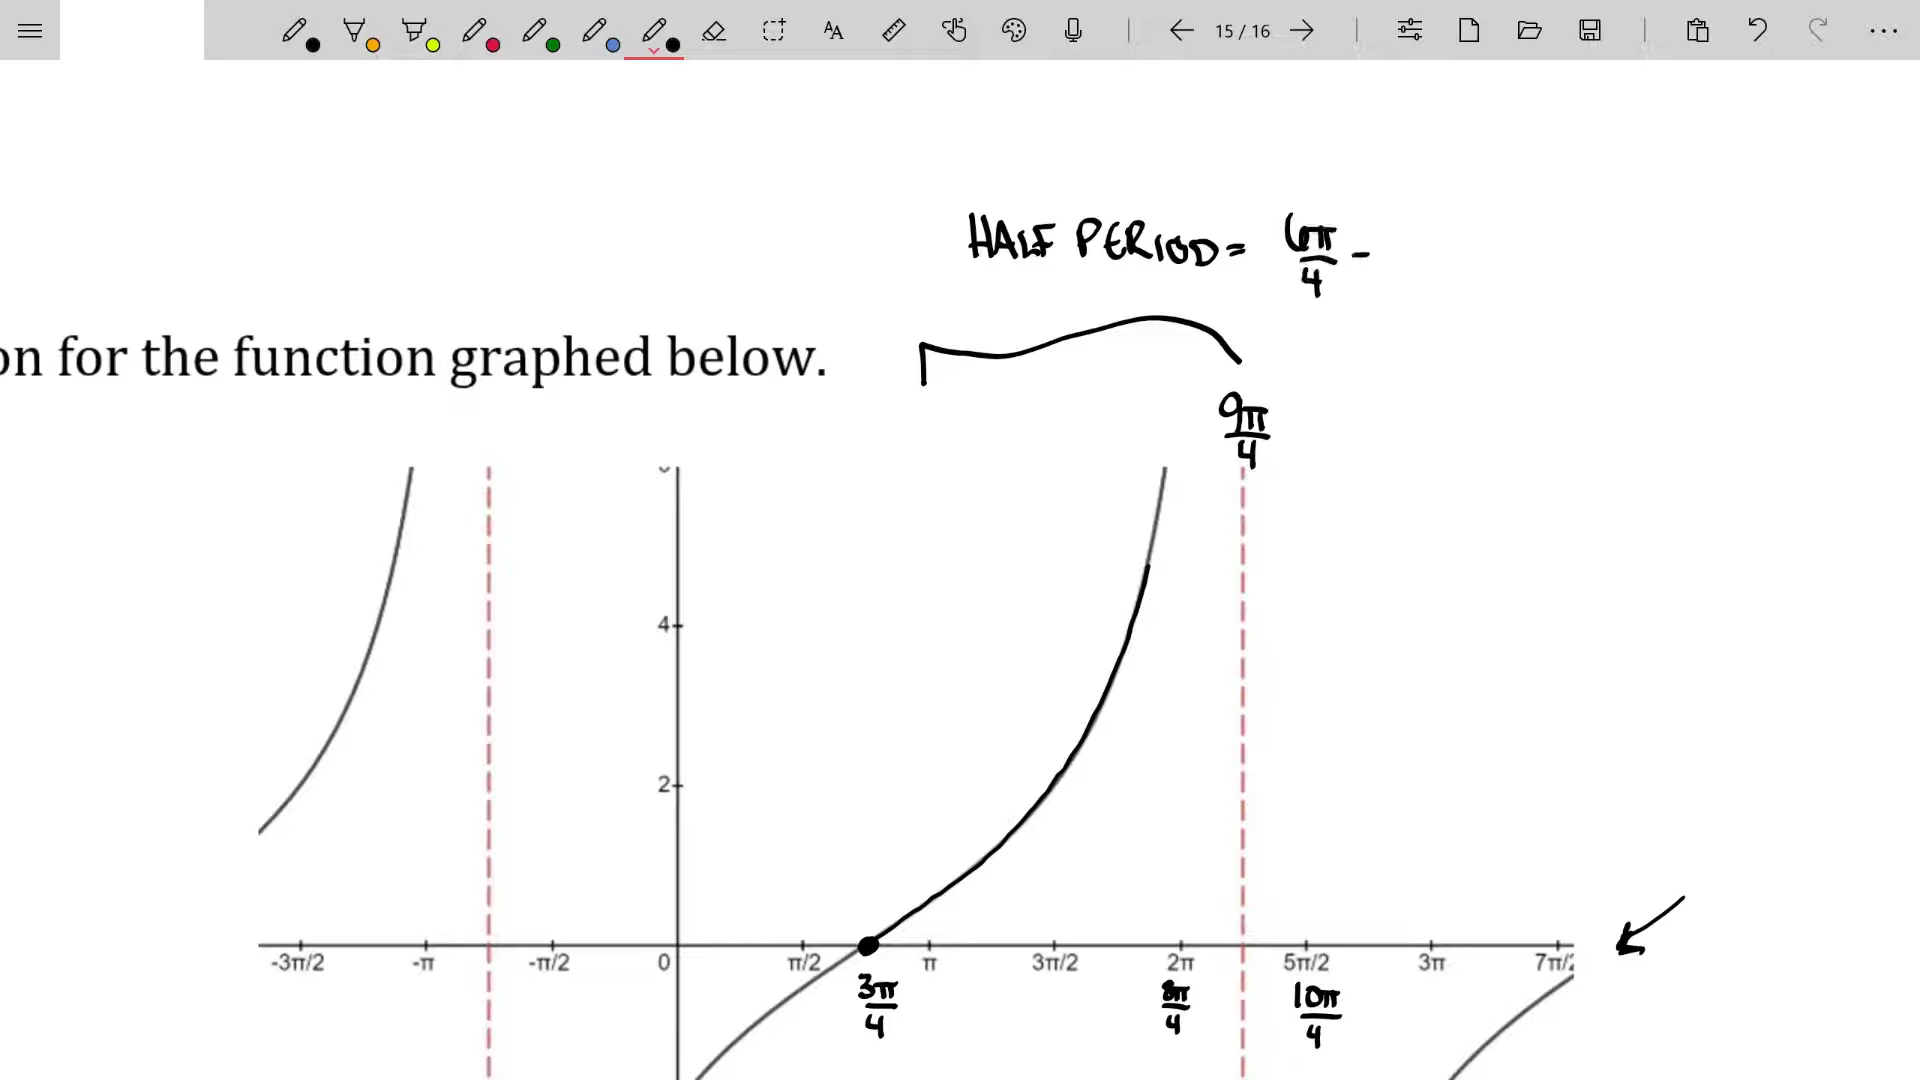 15 / 16
HALF PERIOD = 6π/4 -
on for the function graphed below.
9π/4
4
2
-3π/2 -π -π/2 0 π/2 π 3π/2 2π 5π/2 3π 7π/2
3π/4 8π/4 10π/4